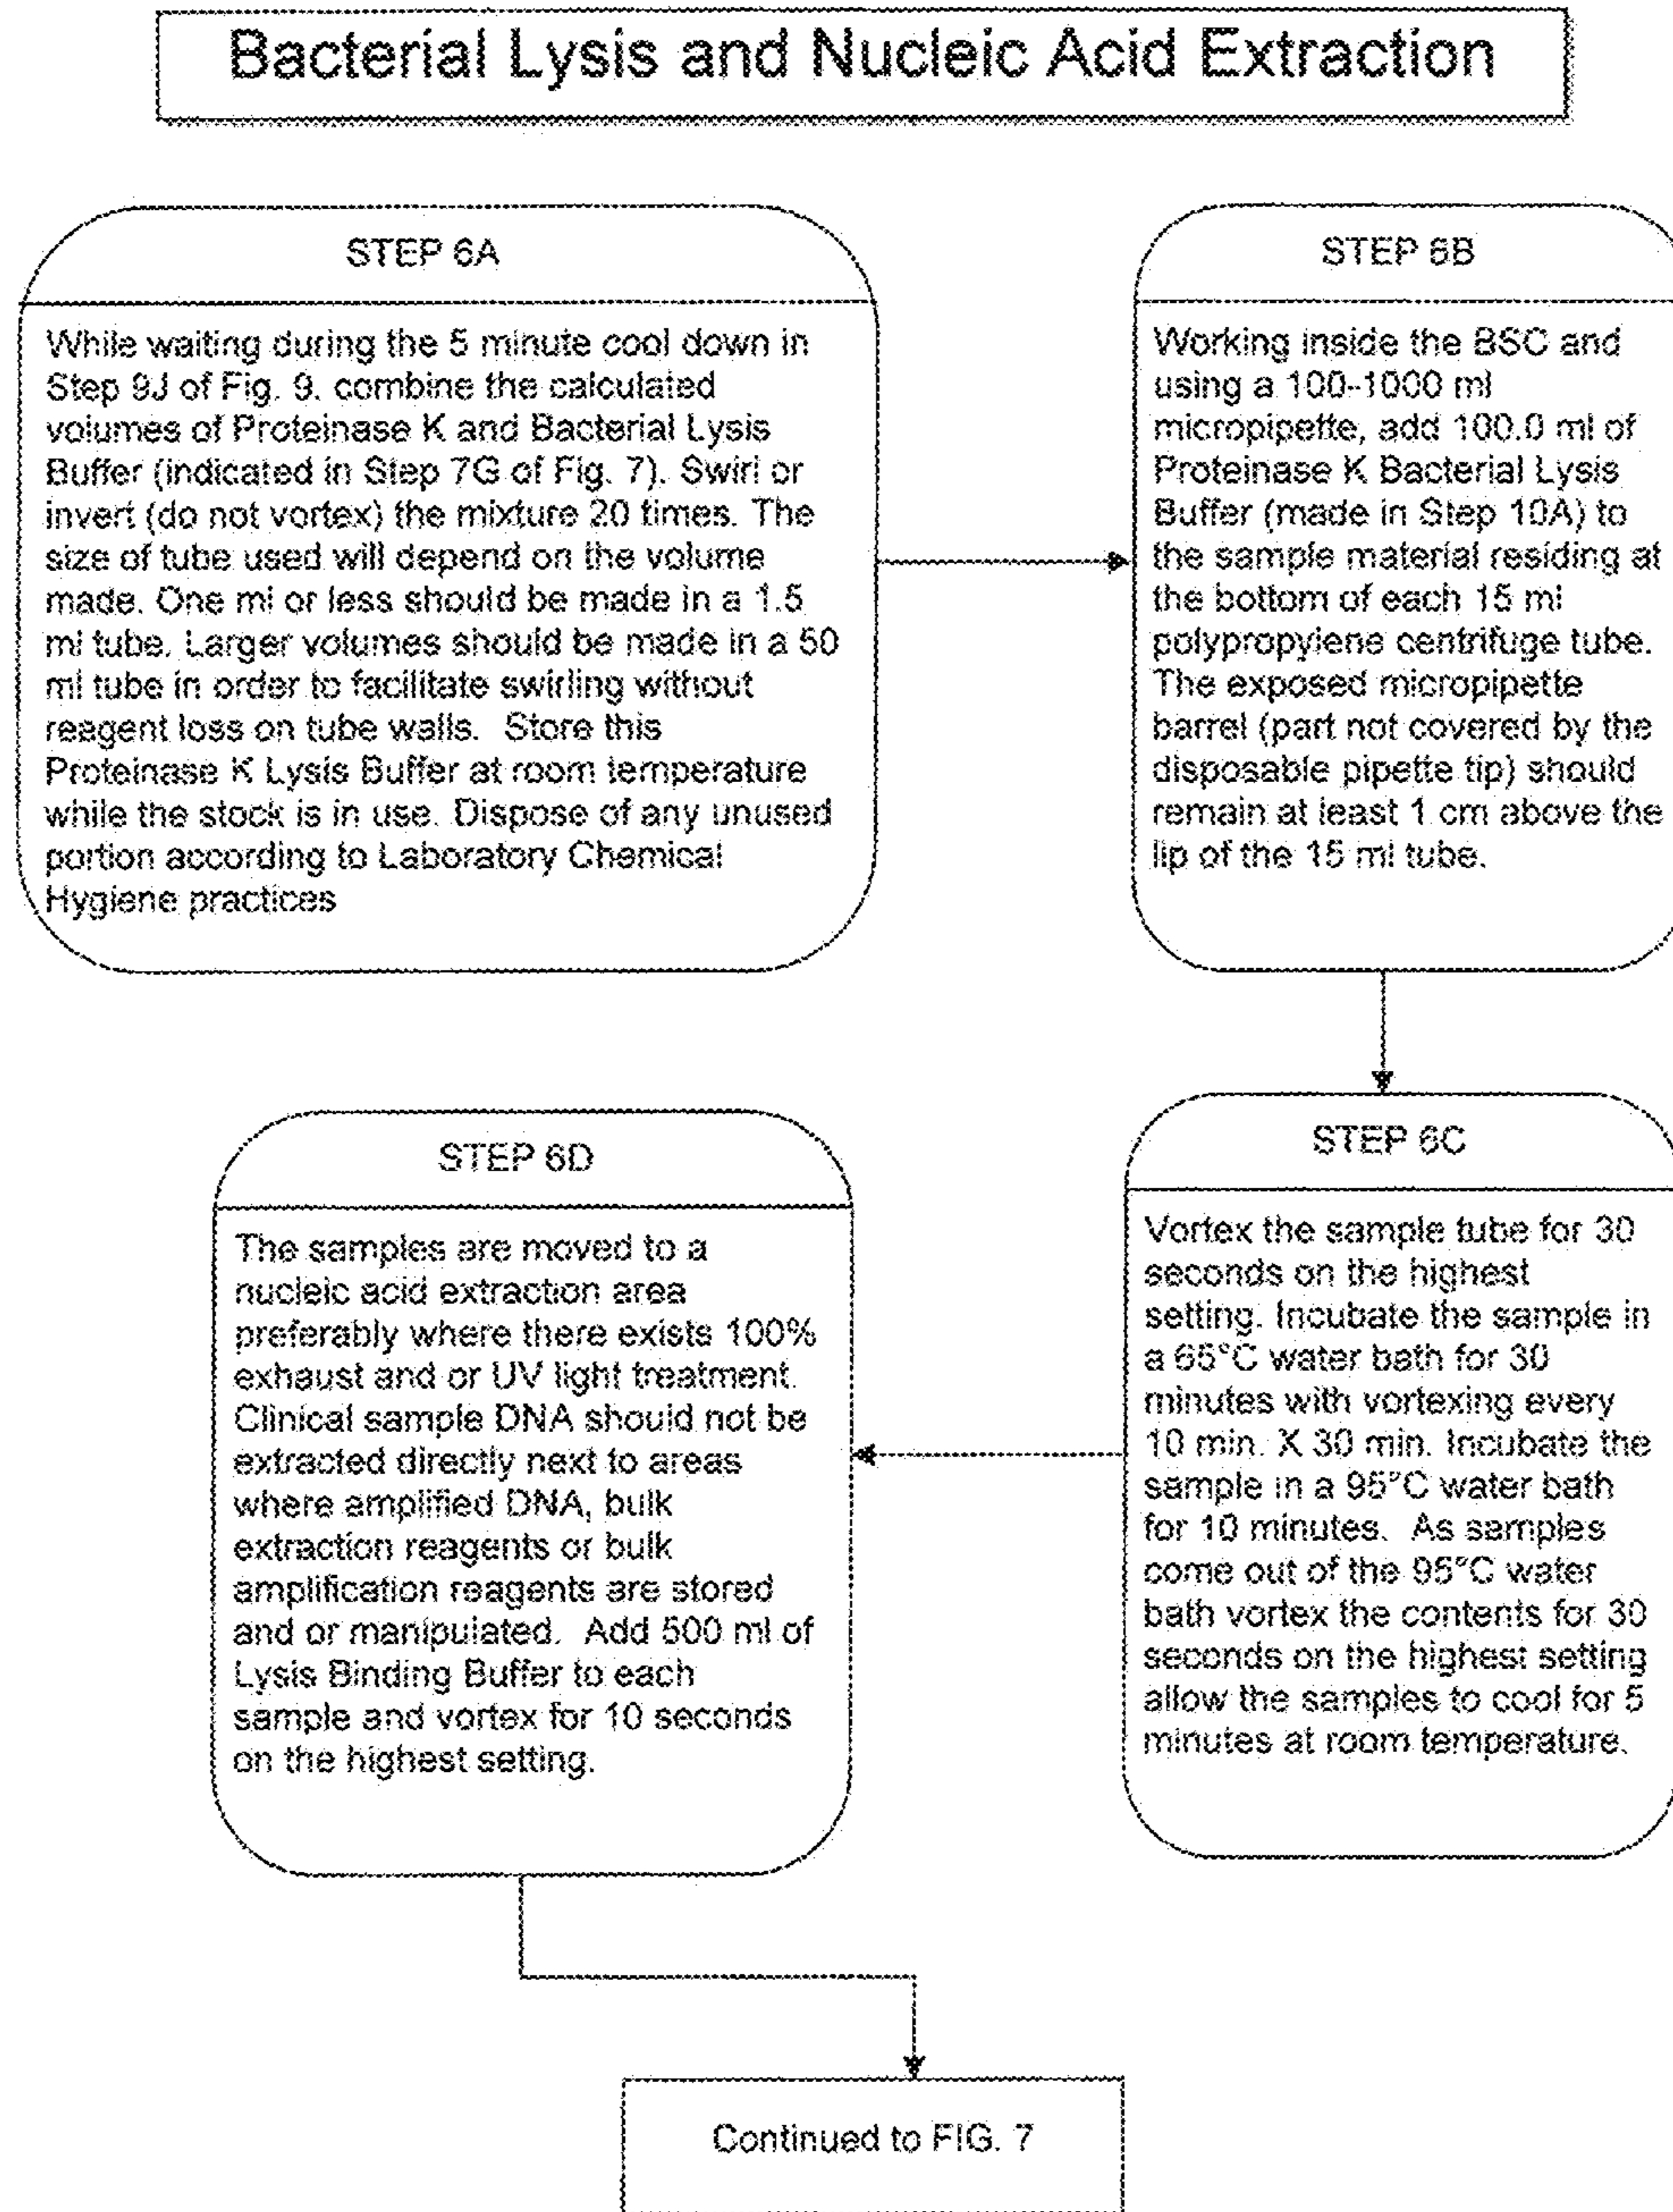 Bacterial Lysis and Nucleic Acid Extraction
STEP 6A
While waiting during the 5 minute cool down in
Step 9J of Fig. 9, combine the calculated
volumes of Proteinase K and Bacterial Lysis
Buffer (indicated in Step 7G of Fig. 7). Swirl or
invert (do not vortex) the mixture 20 times. The
size of tube used will depend on the volume
made. One ml or less should be made in a 1.5
ml tube. Larger volumes should be made in a 50
ml tube in order to facilitate swirling without
reagent loss on tube walls. Store this
Proteinase K Lysis Buffer at room temperature
while the stock is in use. Dispose of any unused
portion according to Laboratory Chemical
Hygiene practices
STEP 6B
Working inside the BSC and
using a 100-1000 ml
micropipette, add 100.0 ml of
Proteinase K Bacterial Lysis
Buffer (made in Step 10A) to
the sample material residing at
the bottom of each 15 ml
polypropylene centrifuge tube.
The exposed micropipette
barrel (part not covered by the
disposable pipette tip) should
remain at least 1 cm above the
lip of the 15 ml tube.
STEP 6C
Vortex the sample tube for 30
seconds on the highest
setting. Incubate the sample in
a 65°C water bath for 30
minutes with vortexing every
10 min. X 30 min. Incubate the
sample in a 95°C water bath
for 10 minutes. As samples
come out of the 95°C water
bath vortex the contents for 30
seconds on the highest setting
allow the samples to cool for 5
minutes at room temperature.
STEP 6D
The samples are moved to a
nucleic acid extraction area
preferably where there exists 100%
exhaust and or UV light treatment.
Clinical sample DNA should not be
extracted directly next to areas
where amplified DNA, bulk
extraction reagents or bulk
amplification reagents are stored
and or manipulated. Add 500 ml of
Lysis Binding Buffer to each
sample and vortex for 10 seconds
on the highest setting.
Continued to FIG. 7